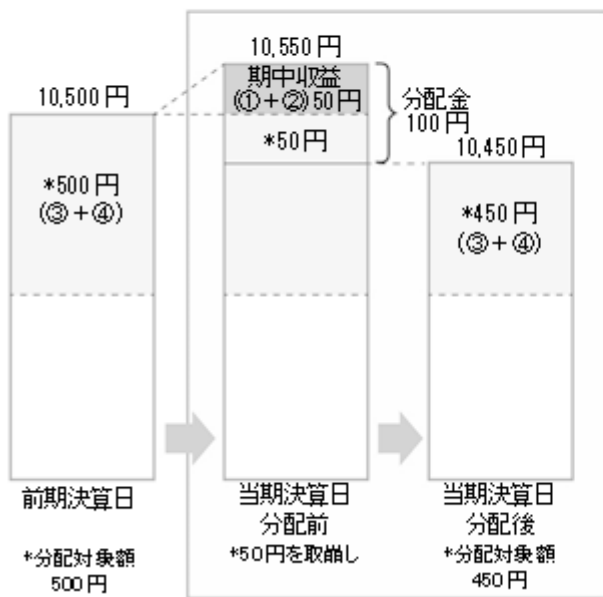 10,550円
期中収益
(①+②)50円
分配金
100円
10,500円
*50円
10,450円
*500円
(③+④)
*450円
(③+④)
前期決算日
当期決算日
分配前
当期決算日
分配後
*分配対象額
500円
*50円を取崩し
*分配対象額
450円